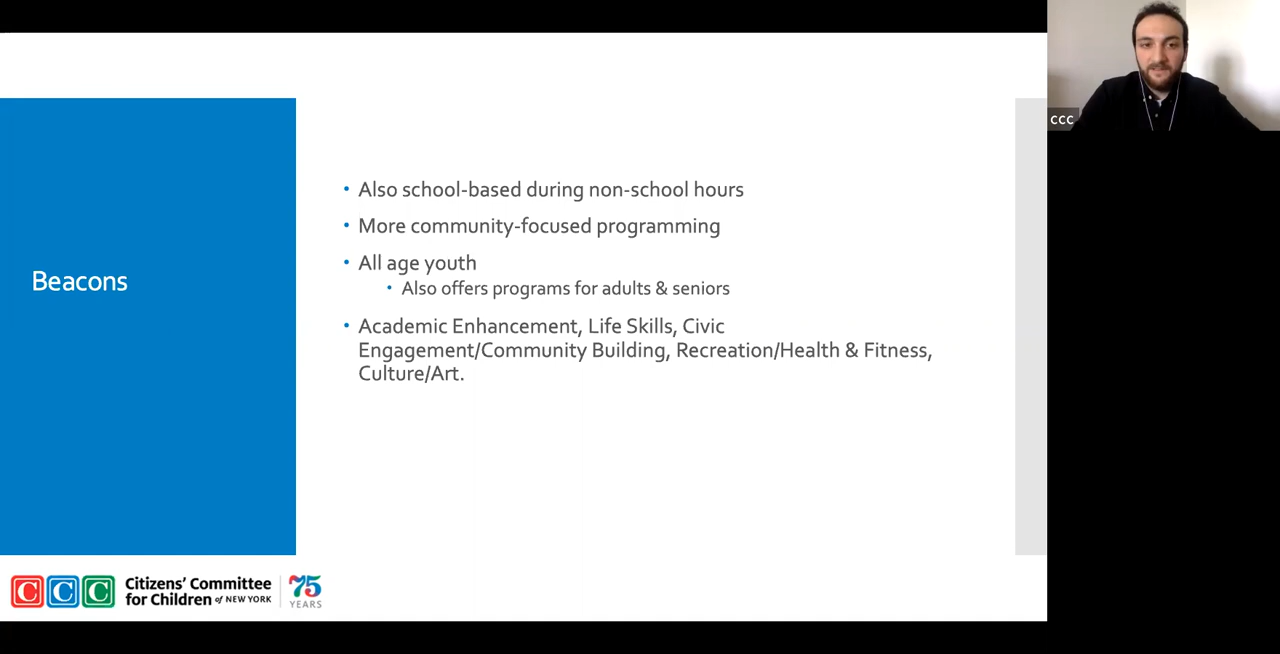 ccc
Also school-based during non-school hours
More community-focused programming
All age youth
Also offers programs for adults & seniors
Beacons
Academic Enhancement, Life Skills, Civic
Engagement/Community Building, Recreation/Health & Fitness,
Culture/Art.
C C C
Citizens' Committee
for Children of NEW YORK
75
YEARS